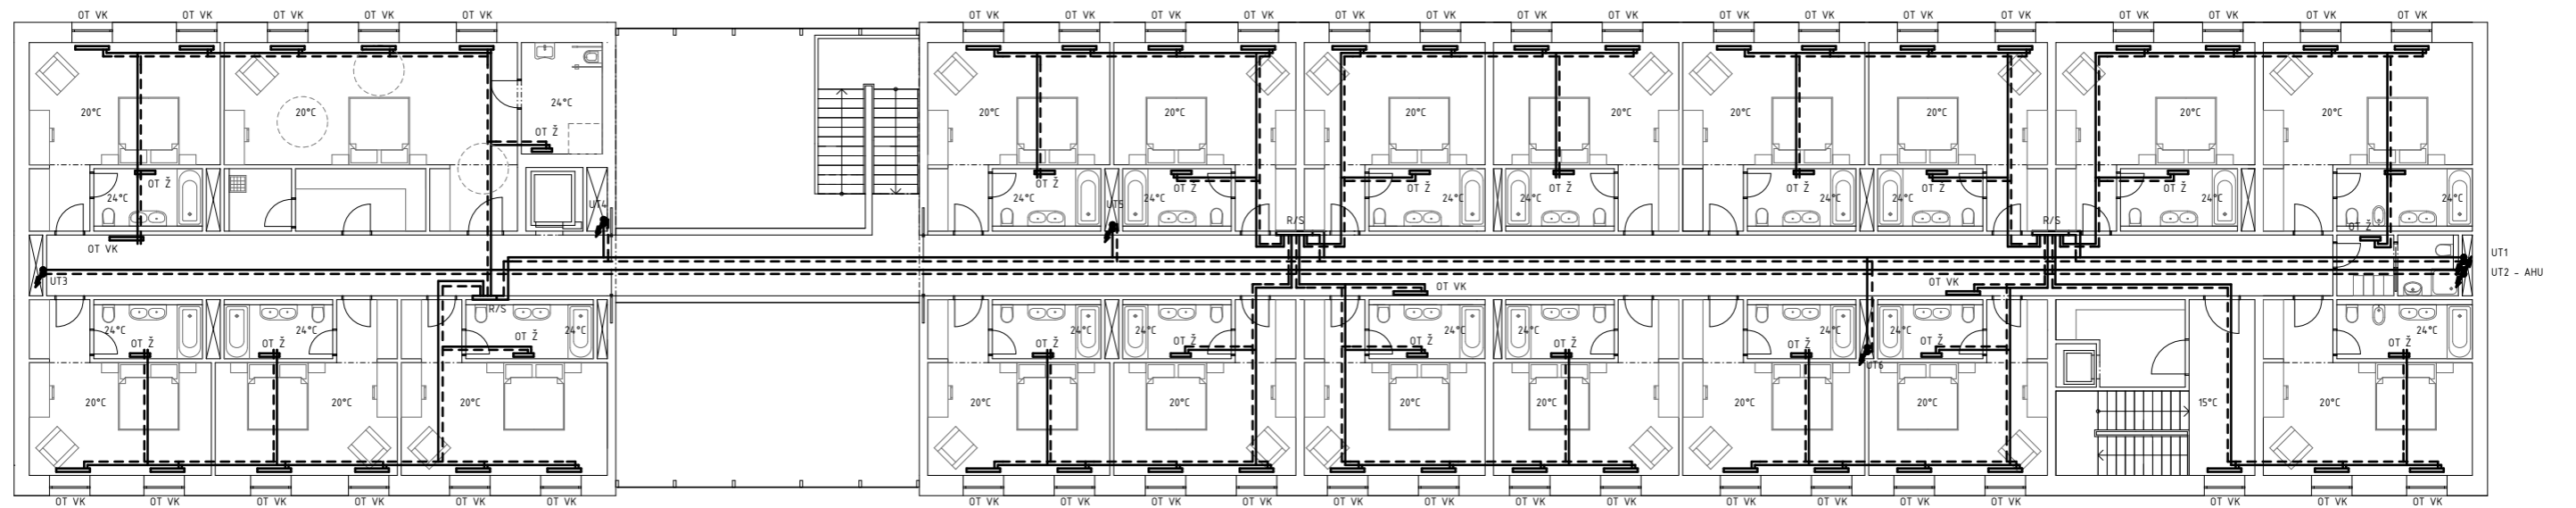 OT VK OT VK OT VK OT VK OT VK OT VK OT VK OT VK OT VK OT VK OT VK OT VK OT VK OT VK OT VK OT VK OT VK OT VK OT VK OT VK OT VK
24°C
20°C 20°C 20°C 20°C 20°C 20°C 20°C 20°C 20°C 20°C
OT Ž
OT Ž OT Ž OT Ž OT Ž OT Ž OT Ž OT Ž OT Ž
24°C 24°C 24°C 24°C 24°C 24°C 24°C 24°C 24°C
UT4 UT5
R/S R/S
OT Ž
OT VK
UT1
UT2 - AHU
UT3
OT VK OT VK
R/S
24°C 24°C 24°C 24°C 24°C 24°C 24°C 24°C 24°C 24°C
OT Ž OT Ž OT Ž OT Ž OT Ž OT Ž OT Ž OT Ž OT Ž OT Ž
UT6
20°C 20°C 20°C 20°C 20°C 20°C 20°C 20°C 20°C 15°C 20°C
OT VK OT VK OT VK OT VK OT VK OT VK OT VK OT VK OT VK OT VK OT VK OT VK OT VK OT VK OT VK OT VK OT VK OT VK OT VK